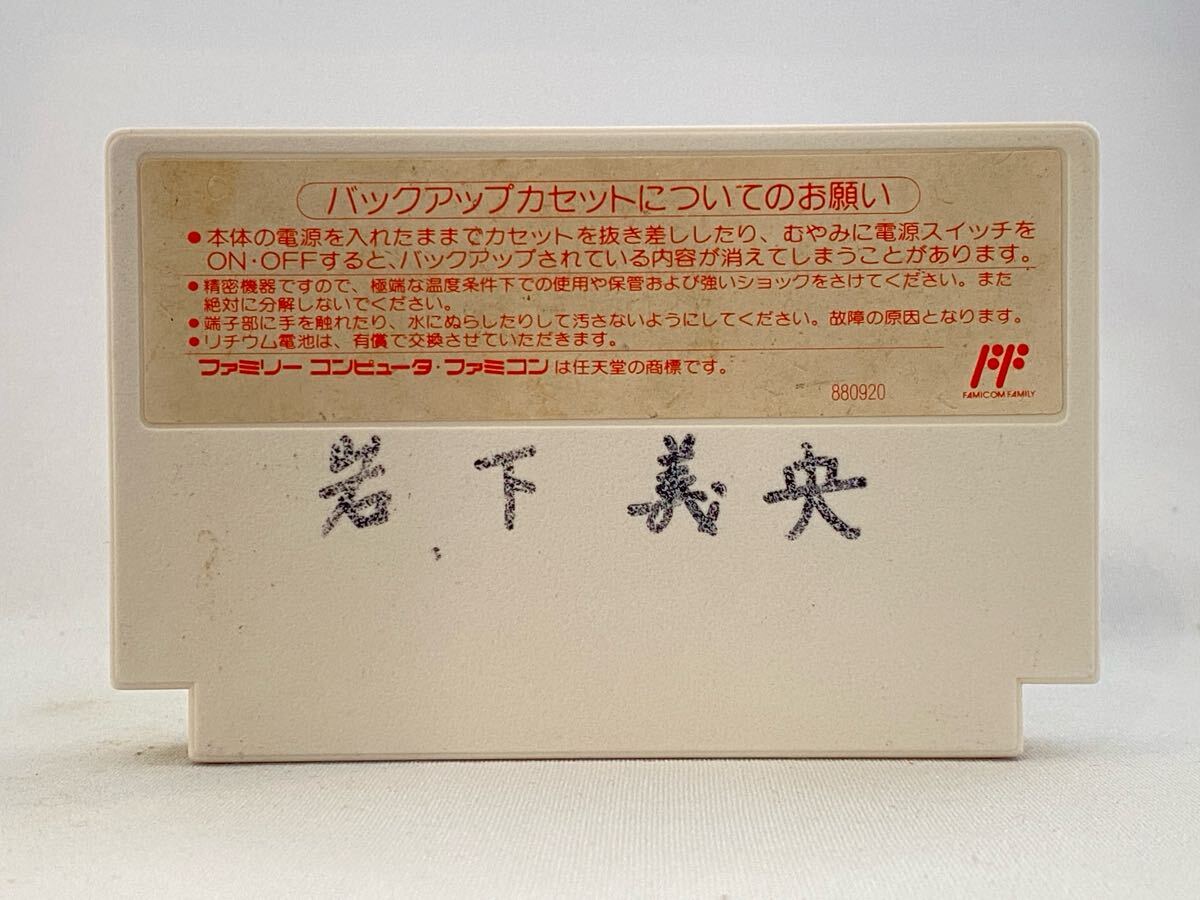 バックアップカセットについてのお願い
●本体の電源を入れたままでカセットを抜き差ししたり、むやみに電源スイッチを
ON・OFFすると、バックアップされている内容が消えてしまうことがあります。
●精密機器ですので、極端な温度条件下での使用や保管および強いショックをさけてください。また
絶対に分解しないでください。
●端子部に手を触れたり、水にぬらしたりして汚さないようにしてください。故障の原因となります。
●リチウム電池は、有償で交換させていただきます。
ファミリー コンピュータ・ファミコンは任天堂の商標です。
880920
FAMICOM FAMILY
岩下義央